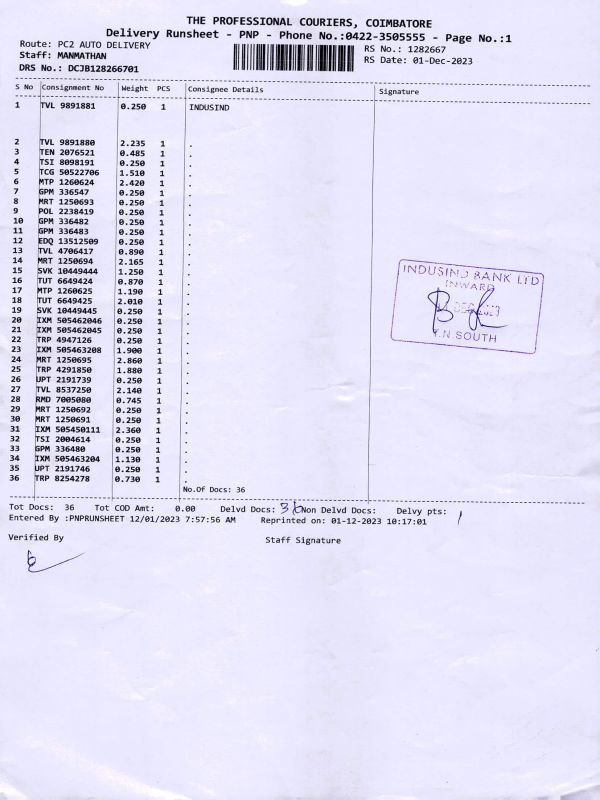 THE PROFESSIONAL COURIERS, COIMBATORE
Delivery Runsheet - PNP - Phone No.:0422-3505555 - Page No.:1
Route: PC2 AUTO DELIVERY
RS No.: 1282667
Staff: MANMATHAN
RS Date: 01-Dec-2023
DRS No.: DCJB128266701
S No Consignment No Weight PCS Consignee Details Signature
1 TVL 9891881 0.250 1 INDUSIND
2 TVL 9891880 2.235 1 .
3 TEN 2076521 0.485 1 .
4 TSI 8098191 0.250 1 .
5 TCG 50522706 1.510 1 .
6 MTP 1260624 2.420 1 .
7 GPM 336547 0.250 1 .
8 MRT 1250693 0.250 1 .
9 POL 2238419 0.250 1 .
10 GPM 336482 0.250 1 .
11 GPM 336483 0.250 1 .
12 EDQ 13512509 0.250 1 .
13 TVL 4706417 0.890 1 .
14 MRT 1250694 2.165 1 .
15 SVK 10449444 1.250 1 .
16 TUT 6649424 0.870 1 .
17 MTP 1260625 1.190 1 .
18 TUT 6649425 2.010 1 .
19 SVK 10449445 0.250 1 .
20 IXM 505462046 0.250 1 .
21 IXM 505462045 0.250 1 .
22 TRP 4947126 0.250 1 .
23 IXM 505463208 1.900 1 .
24 MRT 1250695 2.860 1 .
25 TRP 4291850 1.880 1 .
26 UPT 2191739 0.250 1 .
27 TVL 8537250 2.140 1 .
28 RMD 7005080 0.745 1 .
29 MRT 1250692 0.250 1 .
30 MRT 1250691 0.250 1 .
31 IXM 505450111 2.360 1 .
32 TSI 2004614 0.250 1 .
33 GPM 336480 0.250 1 .
34 IXM 505463204 1.130 1 .
35 UPT 2191746 0.250 1 .
36 TRP 8254278 0.730 1 .
INDUSIND BANK LTD
INWARD
DEC 2023
T.N. SOUTH
No.Of Docs: 36
Tot Docs: 36 Tot COD Amt: 0.00 Delvd Docs: 36 Non Delvd Docs: Delvy pts: 1
Entered By :PNPRUNSHEET 12/01/2023 7:57:56 AM Reprinted on: 01-12-2023 10:17:01
Verified By Staff Signature